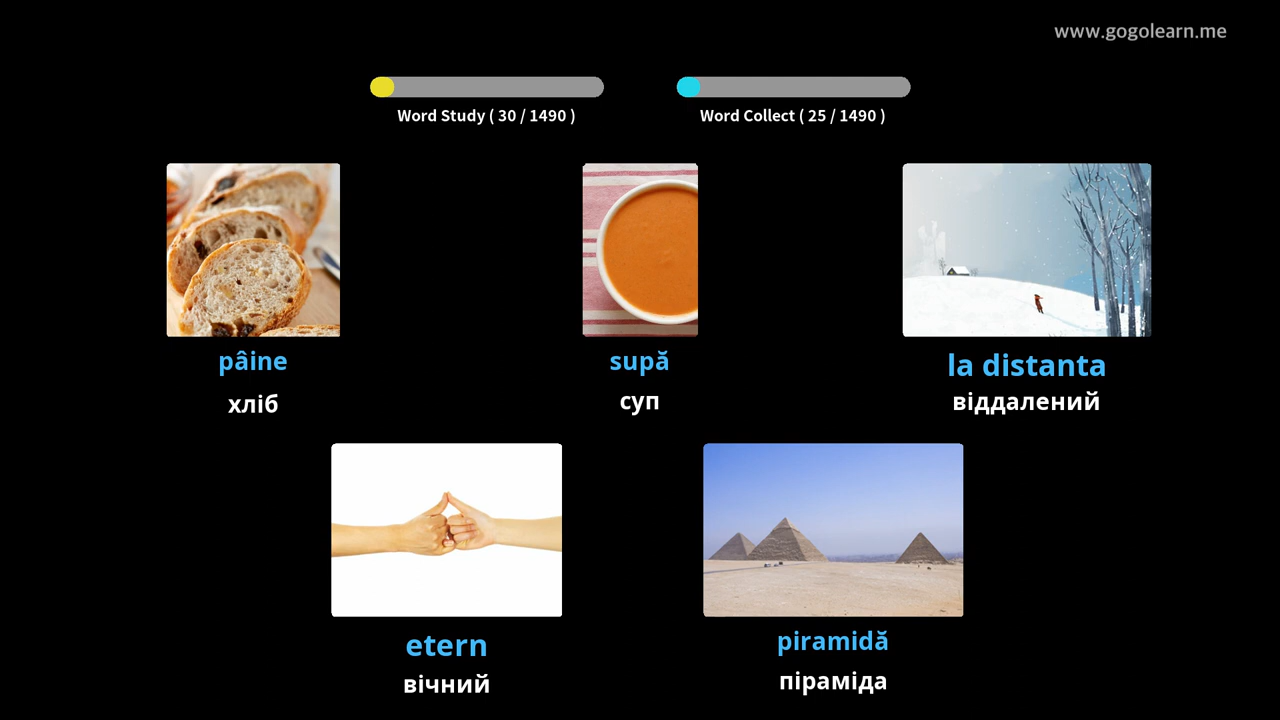 www.gogolearn.me
Word Study ( 30 / 1490 )
Word Collect ( 25 / 1490 )
pâine
хліб
supă
суп
la distanta
віддалений
etern
вічний
piramidă
піраміда